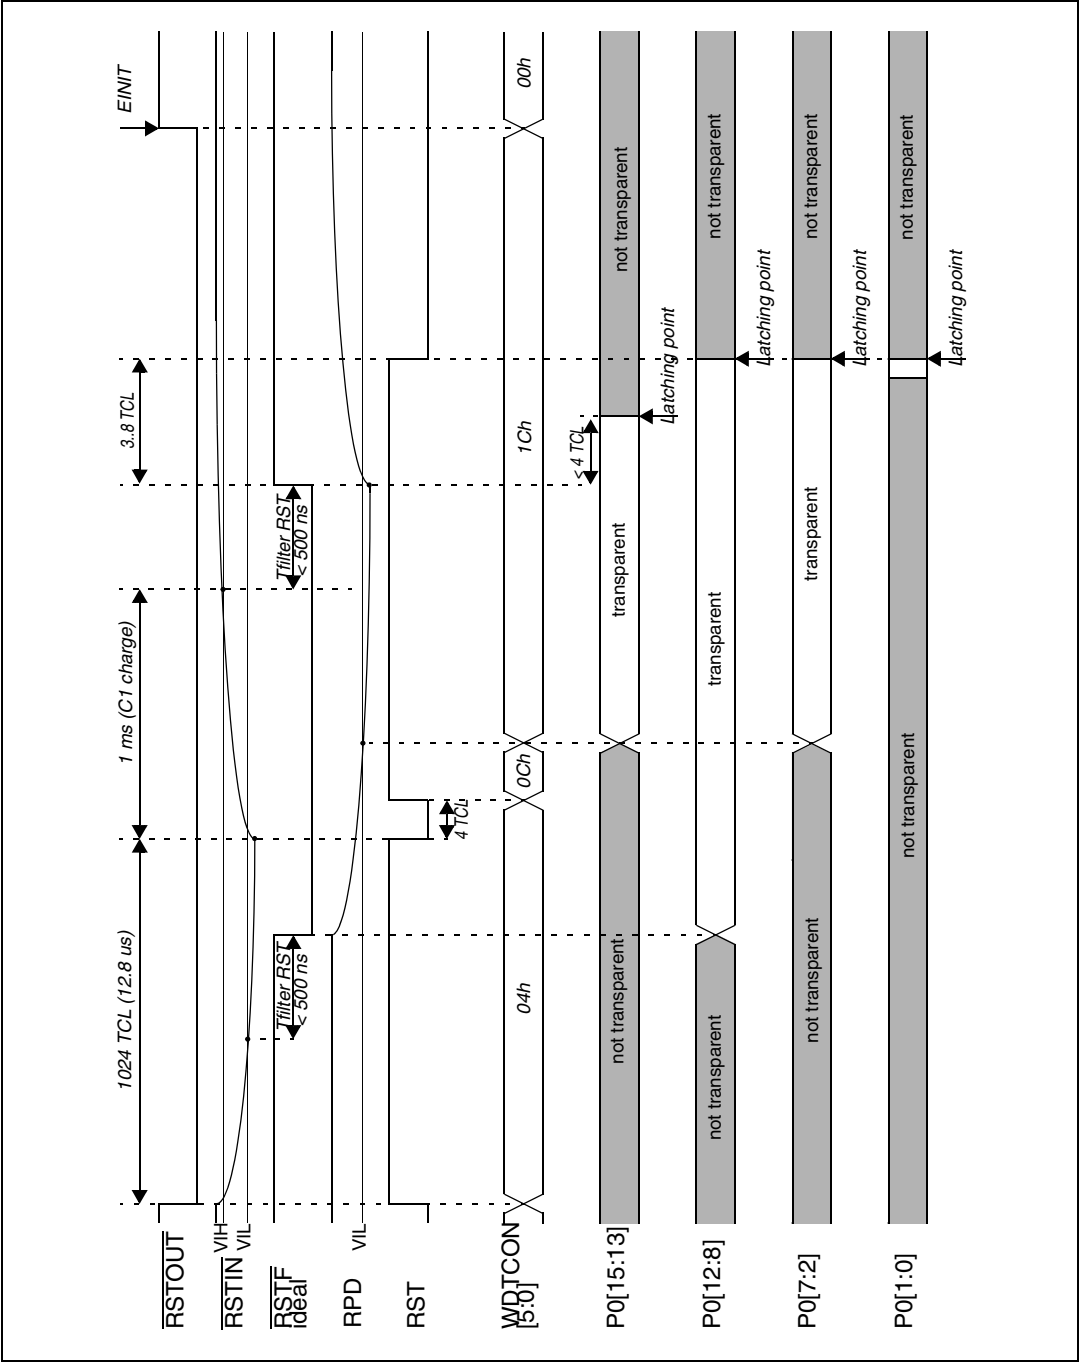 RSTOUT
EINIT
1024 TCL (12.8 us)
1 ms (C1 charge)
3..8 TCL
RSTIN
VIH
VIL
RSTF
ideal
Tfilter RST
< 500 ns
Tfilter RST
< 500 ns
RPD
VIL
RST
4 TCL
WDTCON
[5:0]
04h
0Ch
1Ch
00h
< 4 TCL
P0[15:13]
not transparent
transparent
not transparent
Latching point
P0[12:8]
not transparent
transparent
not transparent
Latching point
P0[7:2]
not transparent
transparent
not transparent
Latching point
P0[1:0]
not transparent
not transparent
Latching point